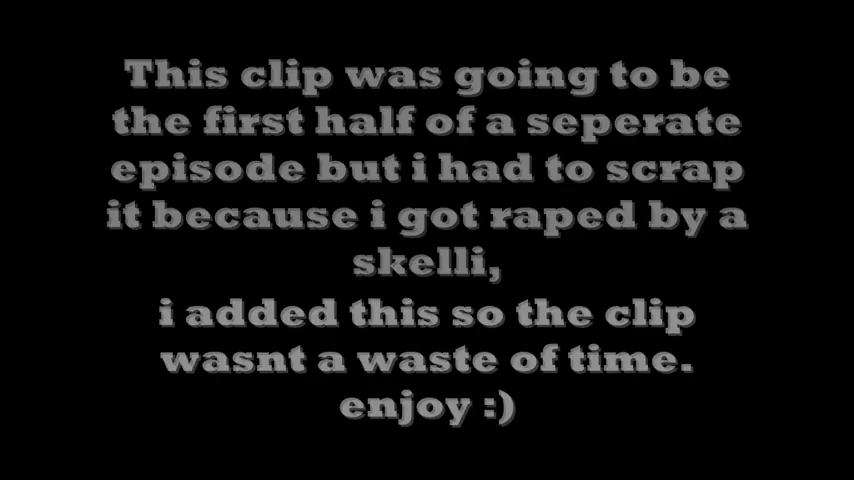 This clip was going to be
the first half of a seperate
episode but i had to scrap
it because i got raped by a
skelli,
i added this so the clip
wasnt a waste of time.
enjoy :)